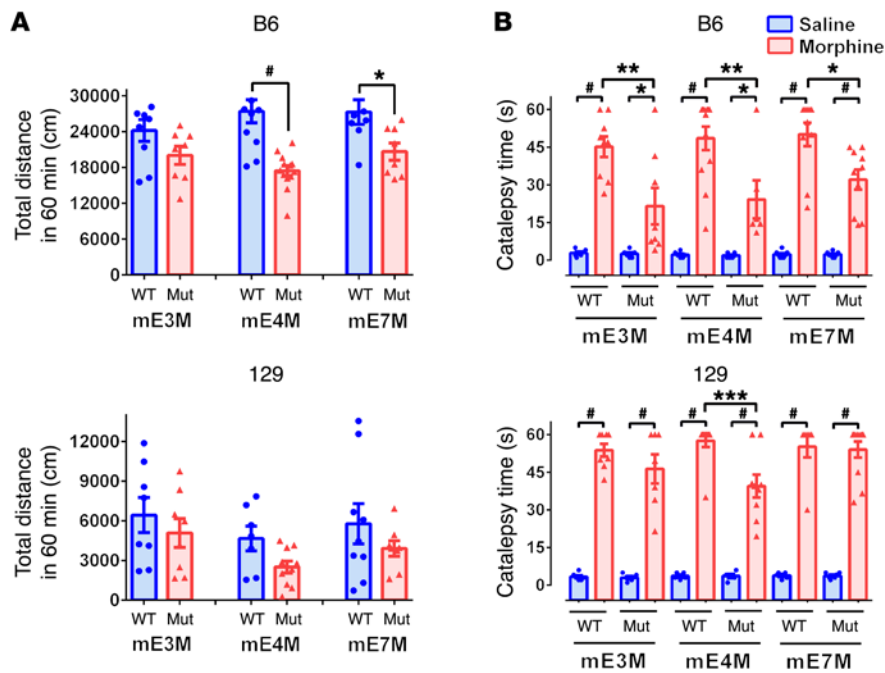 A
B6
Total distance
in 60 min (cm)
30000
24000
18000
12000
6000
0
#
*
WT Mut WT Mut WT Mut
mE3M mE4M mE7M
129
Total distance
in 60 min (cm)
12000
9000
6000
3000
0
WT Mut WT Mut WT Mut
mE3M mE4M mE7M
B
B6
Saline
Morphine
Catalepsy time (s)
60
45
30
15
0
** ** *
# * # * # #
WT Mut WT Mut WT Mut
mE3M mE4M mE7M
129
Catalepsy time (s)
60
45
30
15
0
***
# # # # # #
WT Mut WT Mut WT Mut
mE3M mE4M mE7M